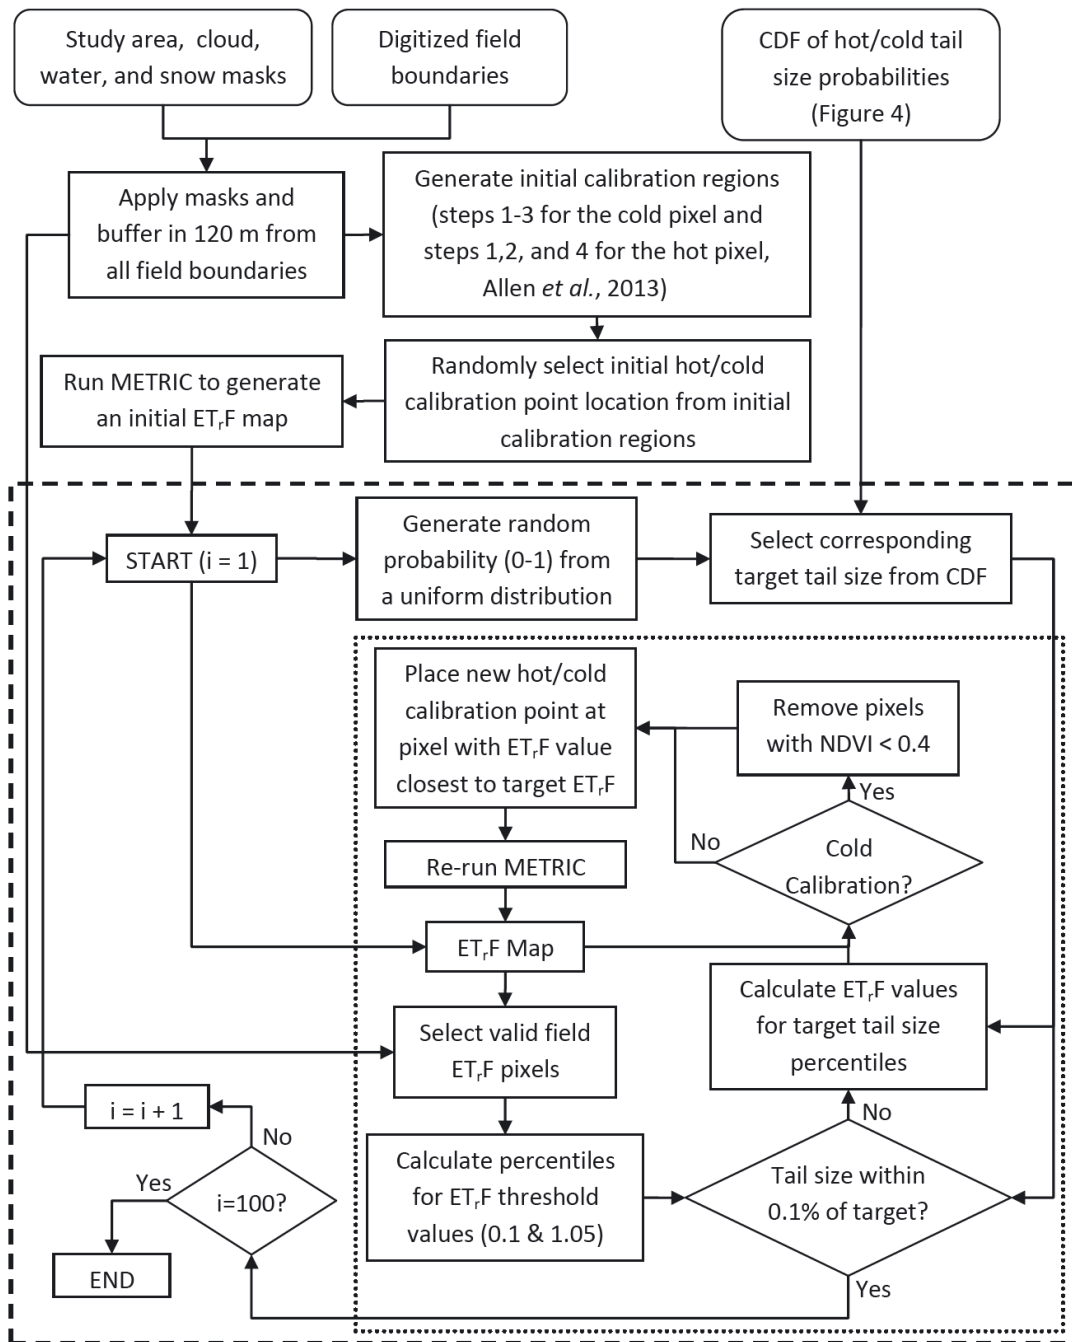 Study area, cloud,
water, and snow masks
Digitized field
boundaries
CDF of hot/cold tail
size probabilities
(Figure 4)
Apply masks and
buffer in 120 m from
all field boundaries
Generate initial calibration regions
(steps 1-3 for the cold pixel and
steps 1,2, and 4 for the hot pixel,
Allen et al., 2013)
Run METRIC to generate
an initial ETrF map
Randomly select initial hot/cold
calibration point location from initial
calibration regions
START (i = 1)
Generate random
probability (0-1) from
a uniform distribution
Select corresponding
target tail size from CDF
Place new hot/cold
calibration point at
pixel with ETrF value
closest to target ETrF
Remove pixels
with NDVI < 0.4
Yes
No
Cold
Calibration?
Re-run METRIC
ETrF Map
Calculate ETrF values
for target tail size
percentiles
Select valid field
ETrF pixels
i = i + 1
No
No
Yes
i=100?
Calculate percentiles
for ETrF threshold
values (0.1 & 1.05)
Tail size within
0.1% of target?
END
Yes